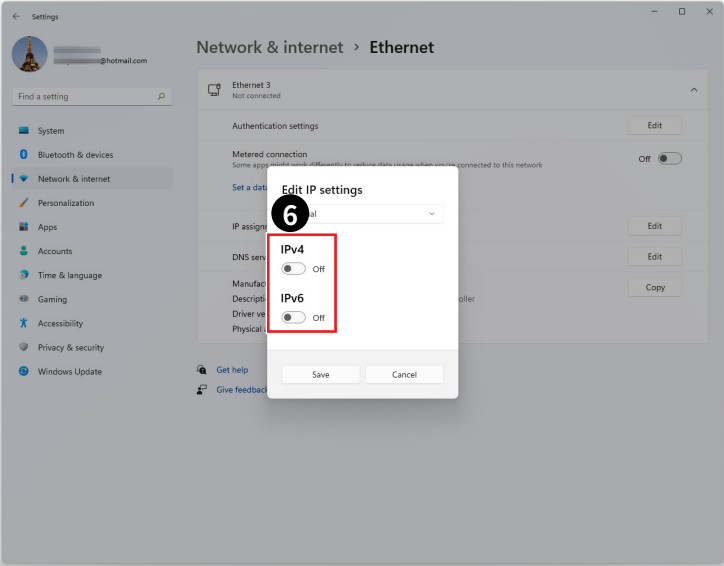 Settings
@hotmail.com
Find a setting
System
Bluetooth & devices
Network & internet
Personalization
Apps
Accounts
Time & language
Gaming
Accessibility
Privacy & security
Windows Update
Network & internet › Ethernet
Ethernet 3
Not connected
Authentication settings
Edit
Metered connection
Some apps might work differently to reduce data usage when you're connected to this network
Off
Set a data
IP assign
Edit
DNS serv
Edit
Manufact
Copy
Descripti
oller
Driver ve
Physical
Get help
Give feedback
Edit IP settings
6
al
IPv4
Off
IPv6
Off
Save
Cancel